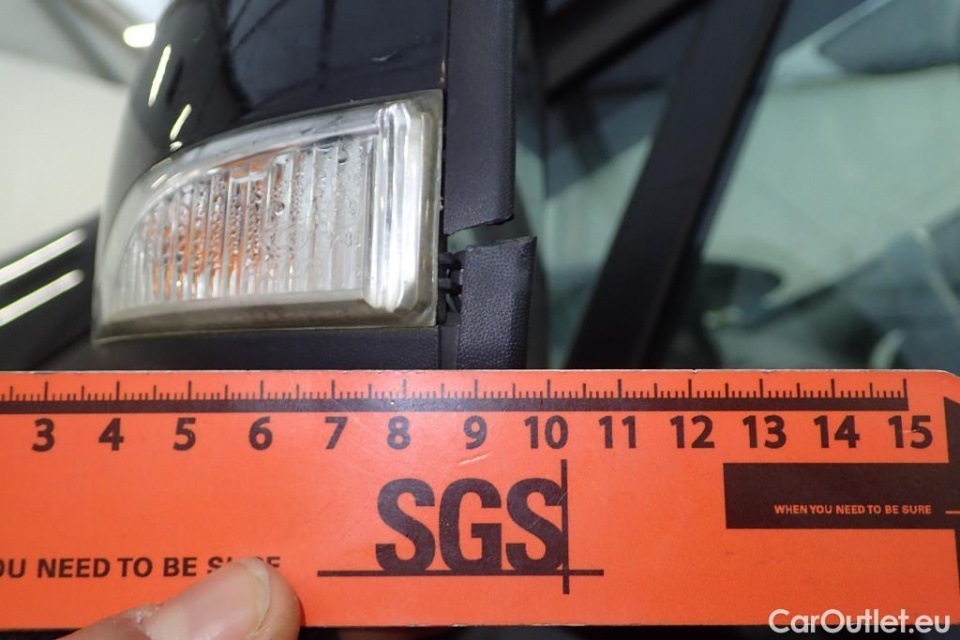 3 4 5 6 7 8 9 10 11 12 13 14 15
SGS
WHEN YOU NEED TO BE SURE
OU NEED TO BE SURE
CarOutlet.eu